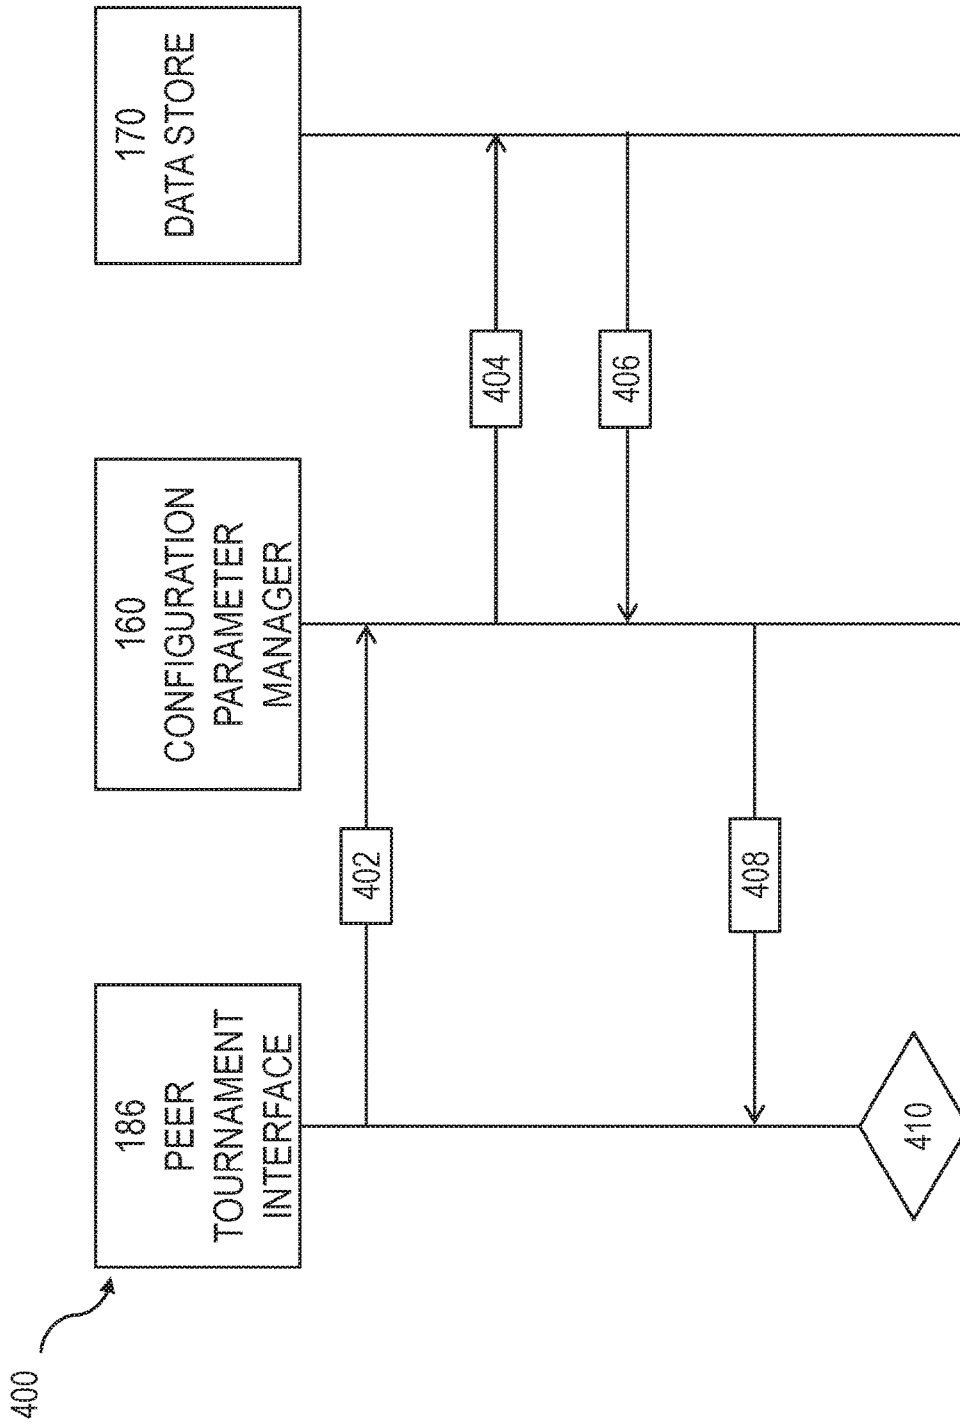 400
186
PEER
TOURNAMENT
INTERFACE
160
CONFIGURATION
PARAMETER
MANAGER
170
DATA STORE
402
404
406
408
410